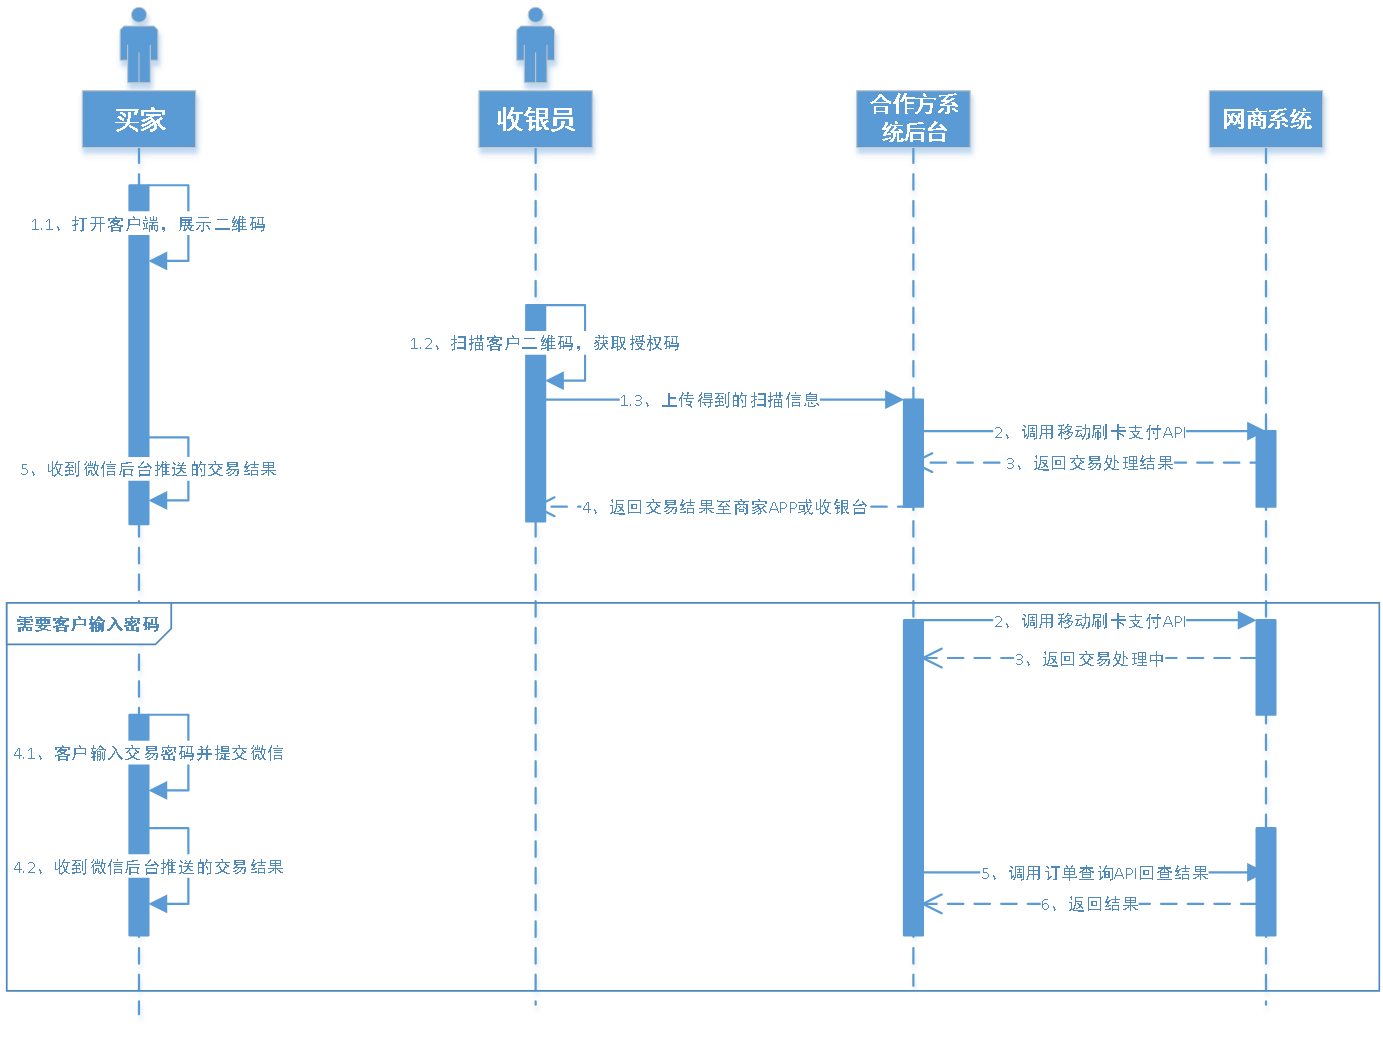 买家
收银员
合作方系
统后台
网商系统
1.1、打开客户端，展示二维码
1.2、扫描客户二维码，获取授权码
1.3、上传得到的扫描信息
2、调用移动刷卡支付API
3、返回交易处理结果
5、收到微信后台推送的交易结果
4、返回交易结果至商家APP或收银台
需要客户输入密码
2、调用移动刷卡支付API
3、返回交易处理中
4.1、客户输入交易密码并提交微信
4.2、收到微信后台推送的交易结果
5、调用订单查询API回查结果
6、返回结果